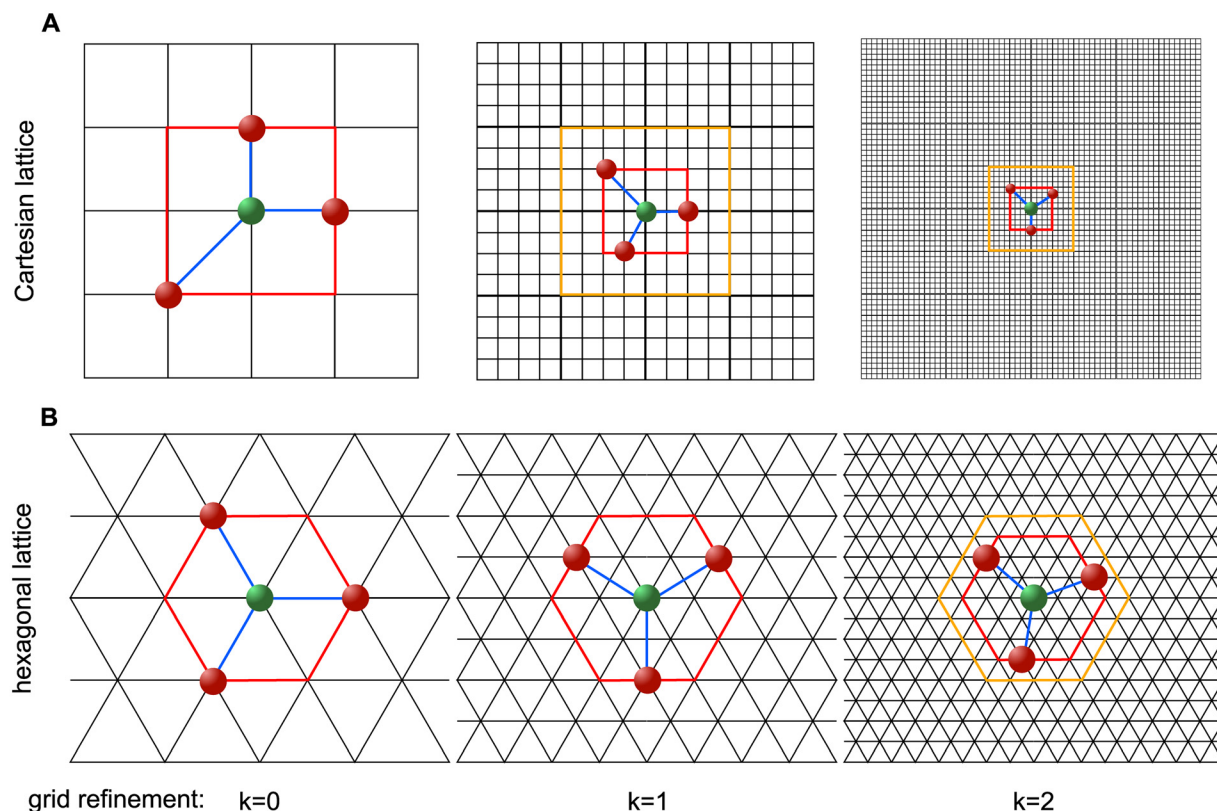 A
Cartesian lattice
B
hexagonal lattice
grid refinement: k=0 k=1 k=2